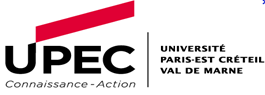 UPEC
Connaissance - Action
UNIVERSITÉ
PARIS-EST CRÉTEIL
VAL DE MARNE